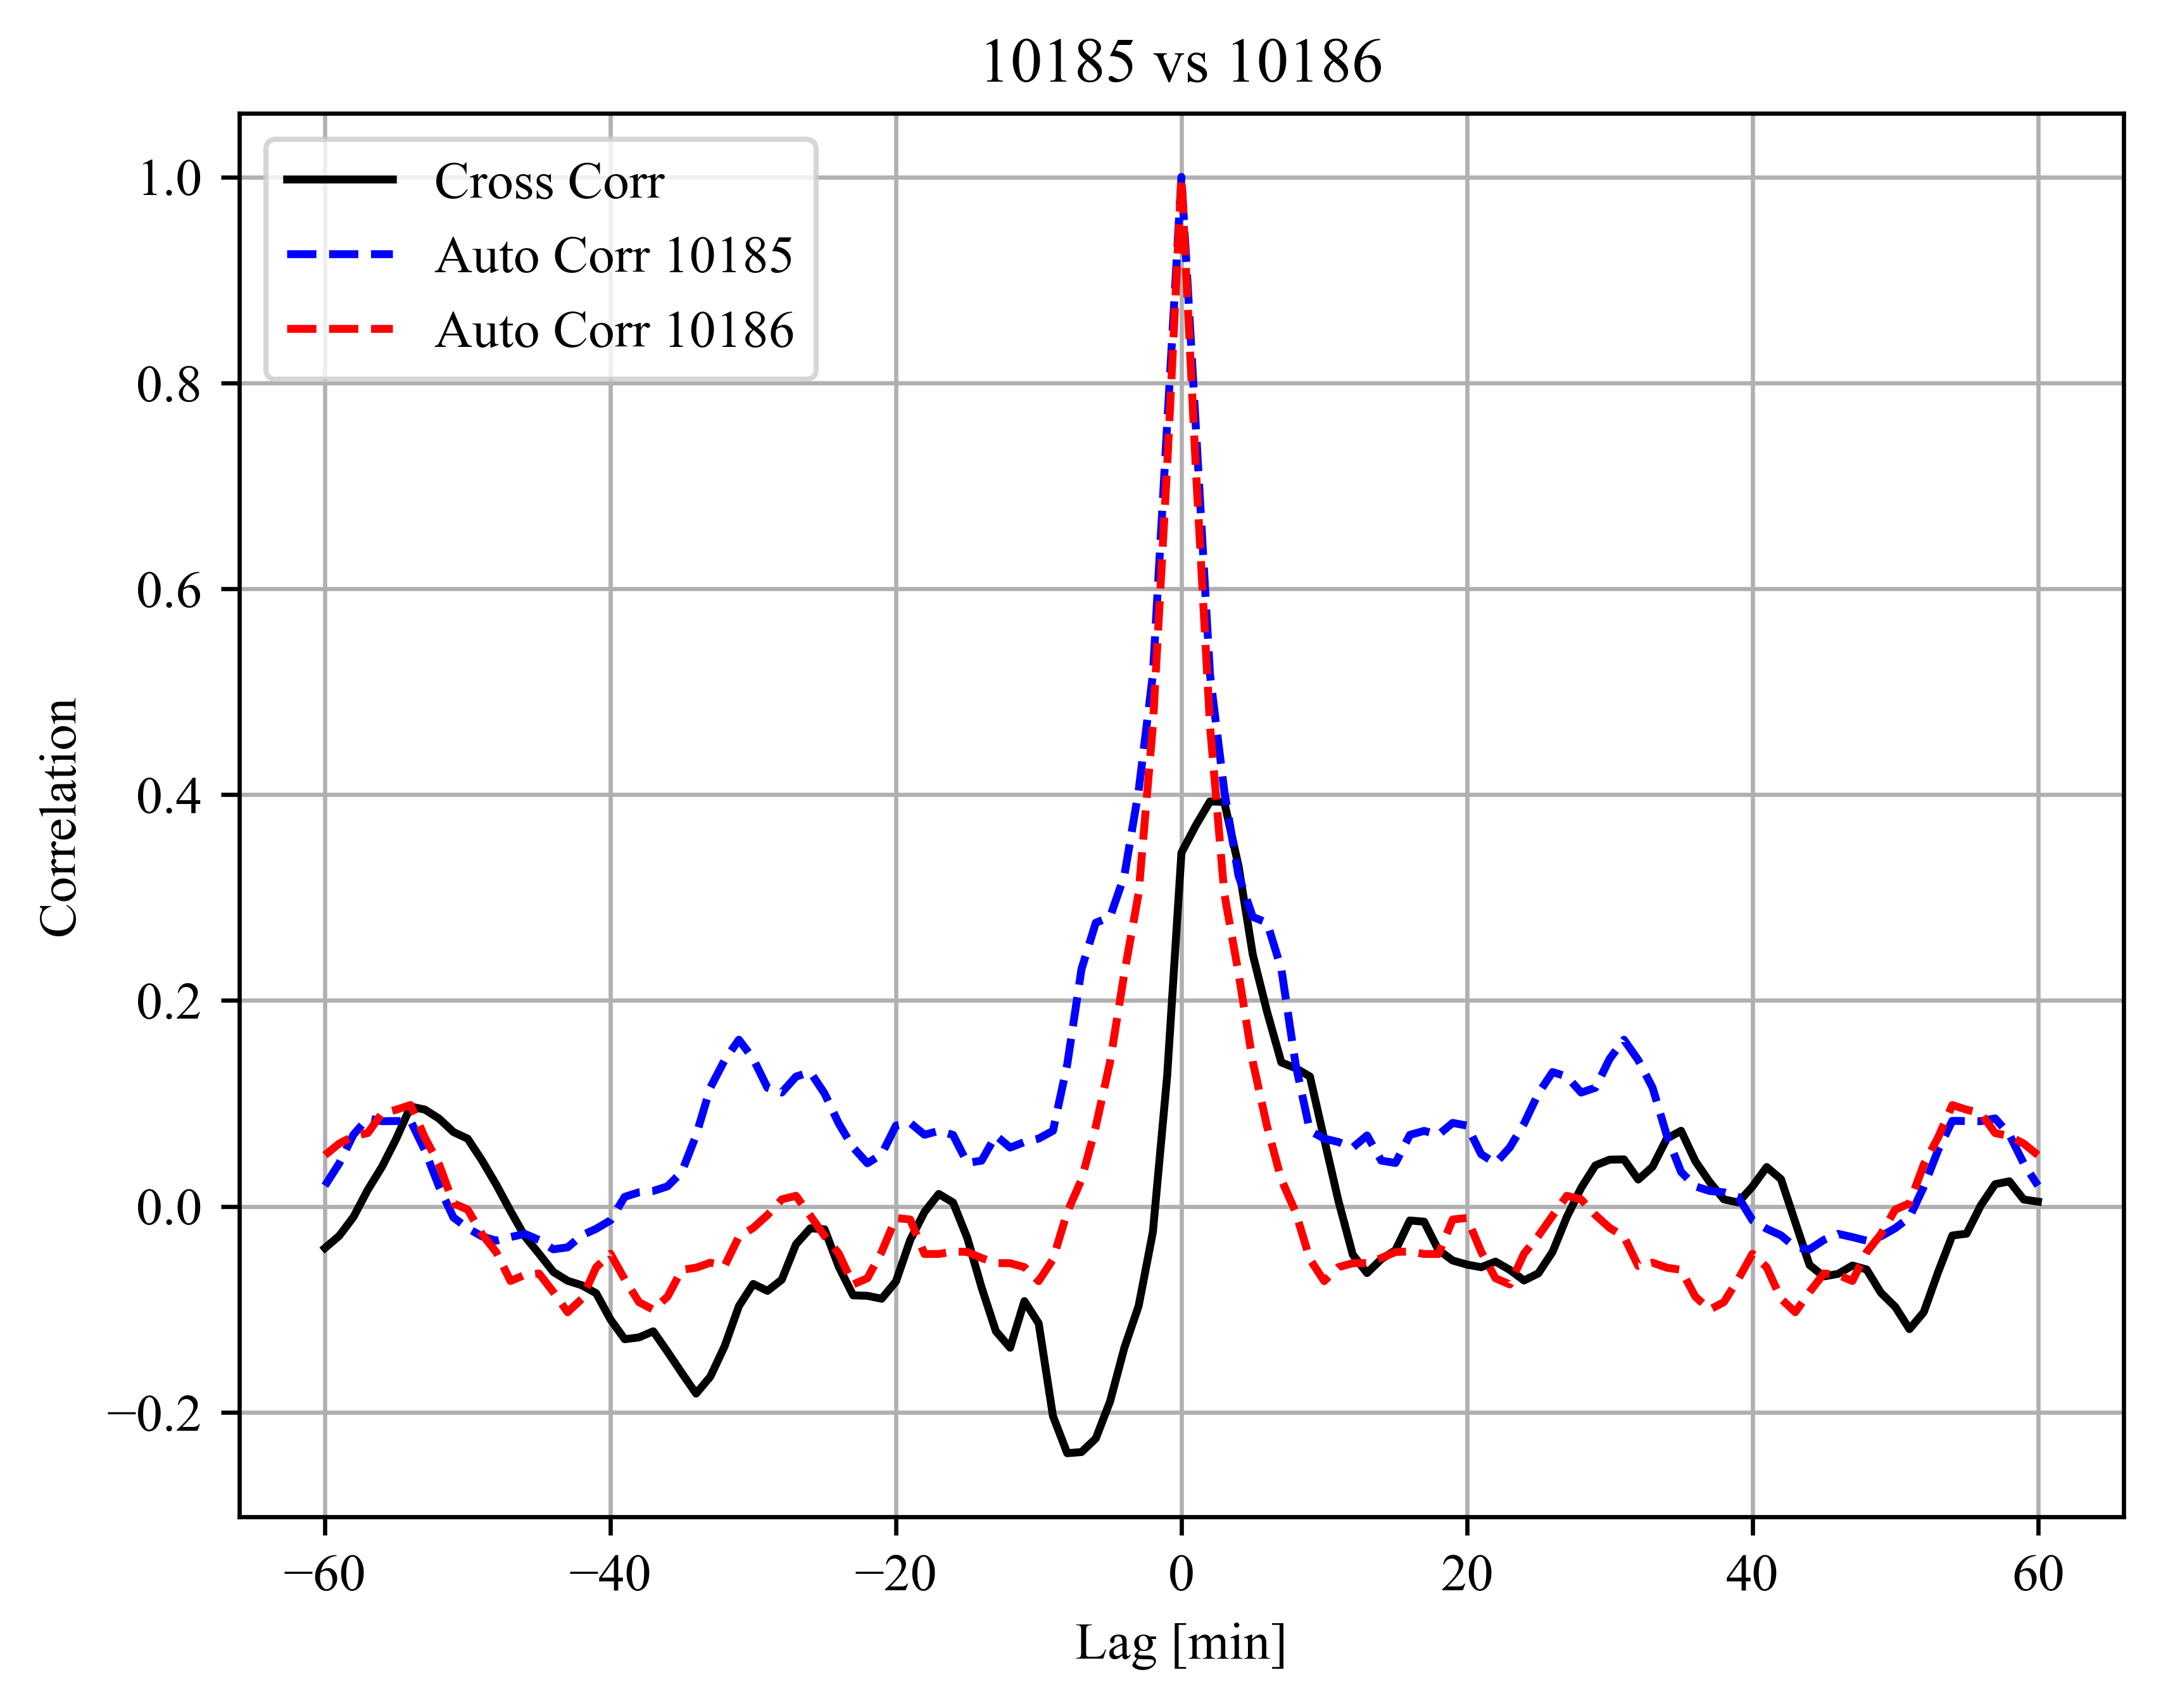 10185 vs 10186
Cross Corr
Auto Corr 10185
Auto Corr 10186
1.0
0.8
0.6
0.4
0.2
0.0
−0.2
Correlation
−60 −40 −20 0 20 40 60
Lag [min]